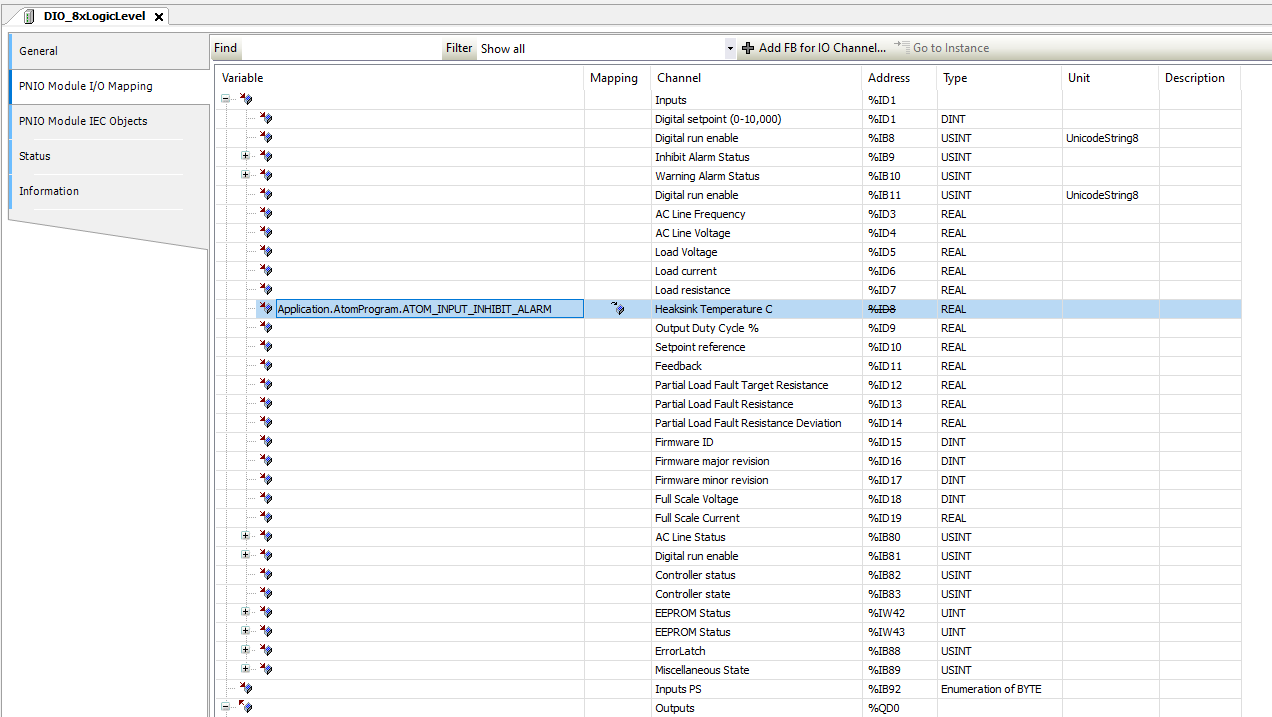 DIO_8xLogicLevel
General
PNIO Module I/O Mapping
PNIO Module IEC Objects
Status
Information
Find Filter Show all Add FB for IO Channel... Go to Instance
Variable Mapping Channel Address Type Unit Description
Inputs %ID1
Digital setpoint (0-10,000) %ID1 DINT
Digital run enable %IB8 USINT UnicodeString8
Inhibit Alarm Status %IB9 USINT
Warning Alarm Status %IB10 USINT
Digital run enable %IB11 USINT UnicodeString8
AC Line Frequency %ID3 REAL
AC Line Voltage %ID4 REAL
Load Voltage %ID5 REAL
Load current %ID6 REAL
Load resistance %ID7 REAL
Application.AtomProgram.ATOM_INPUT_INHIBIT_ALARM Heaksink Temperature C %ID8 REAL
Output Duty Cycle % %ID9 REAL
Setpoint reference %ID10 REAL
Feedback %ID11 REAL
Partial Load Fault Target Resistance %ID12 REAL
Partial Load Fault Resistance %ID13 REAL
Partial Load Fault Resistance Deviation %ID14 REAL
Firmware ID %ID15 DINT
Firmware major revision %ID16 DINT
Firmware minor revision %ID17 DINT
Full Scale Voltage %ID18 DINT
Full Scale Current %ID19 REAL
AC Line Status %IB80 USINT
Digital run enable %IB81 USINT
Controller status %IB82 USINT
Controller state %IB83 USINT
EEPROM Status %IW42 UINT
EEPROM Status %IW43 UINT
ErrorLatch %IB88 USINT
Miscellaneous State %IB89 USINT
Inputs PS %IB92 Enumeration of BYTE
Outputs %QD0